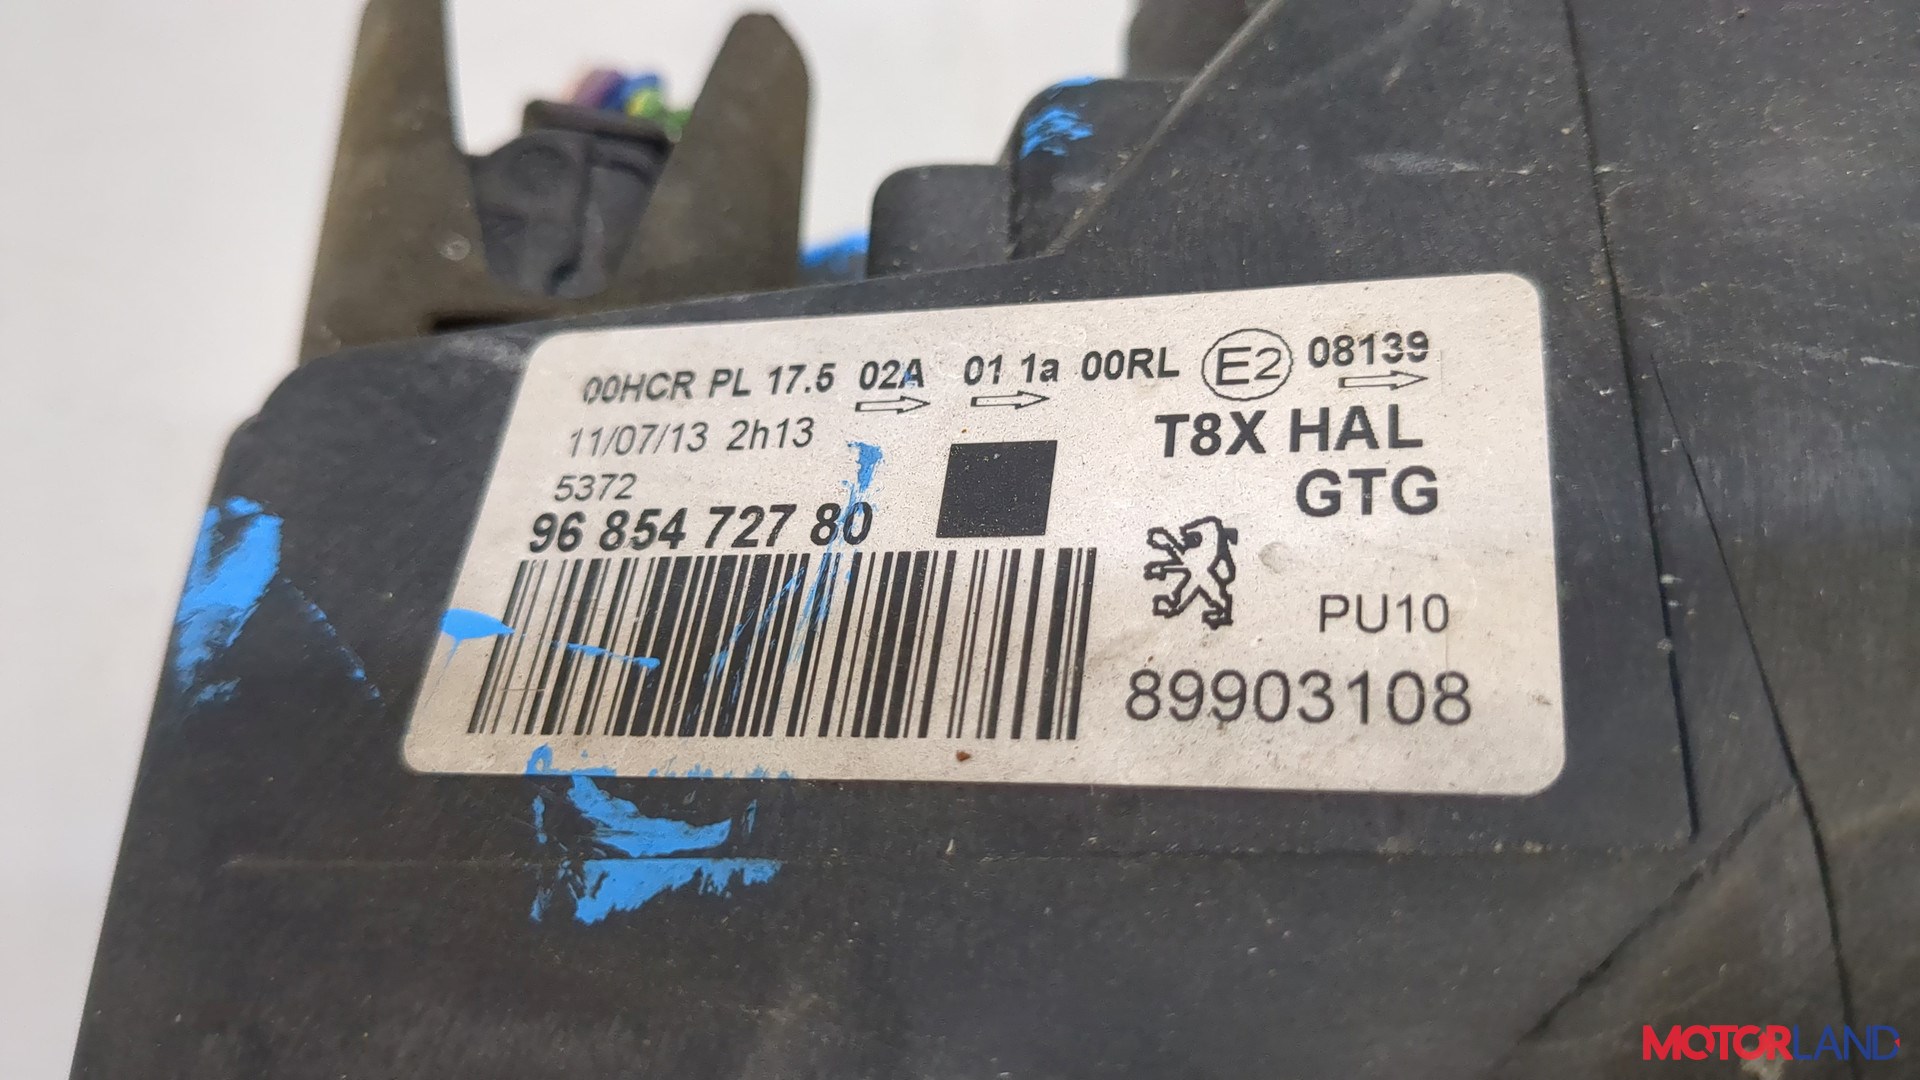 00HCR PL 17.5 02A 01 1a 00RL E2 08139
11/07/13 2h13
T8X HAL
5372
GTG
96 854 727 80
PU10
89903108
MOTORLAND